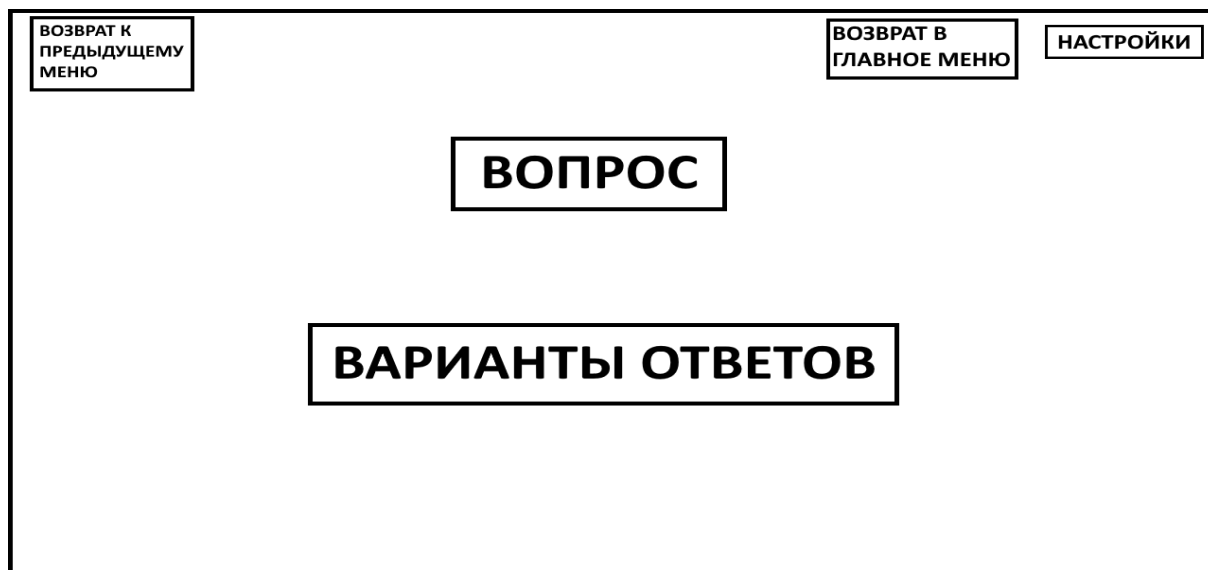 ВОЗВРАТ К
ПРЕДЫДУЩЕМУ
МЕНЮ
ВОЗВРАТ В
ГЛАВНОЕ МЕНЮ
НАСТРОЙКИ
ВОПРОС
ВАРИАНТЫ ОТВЕТОВ